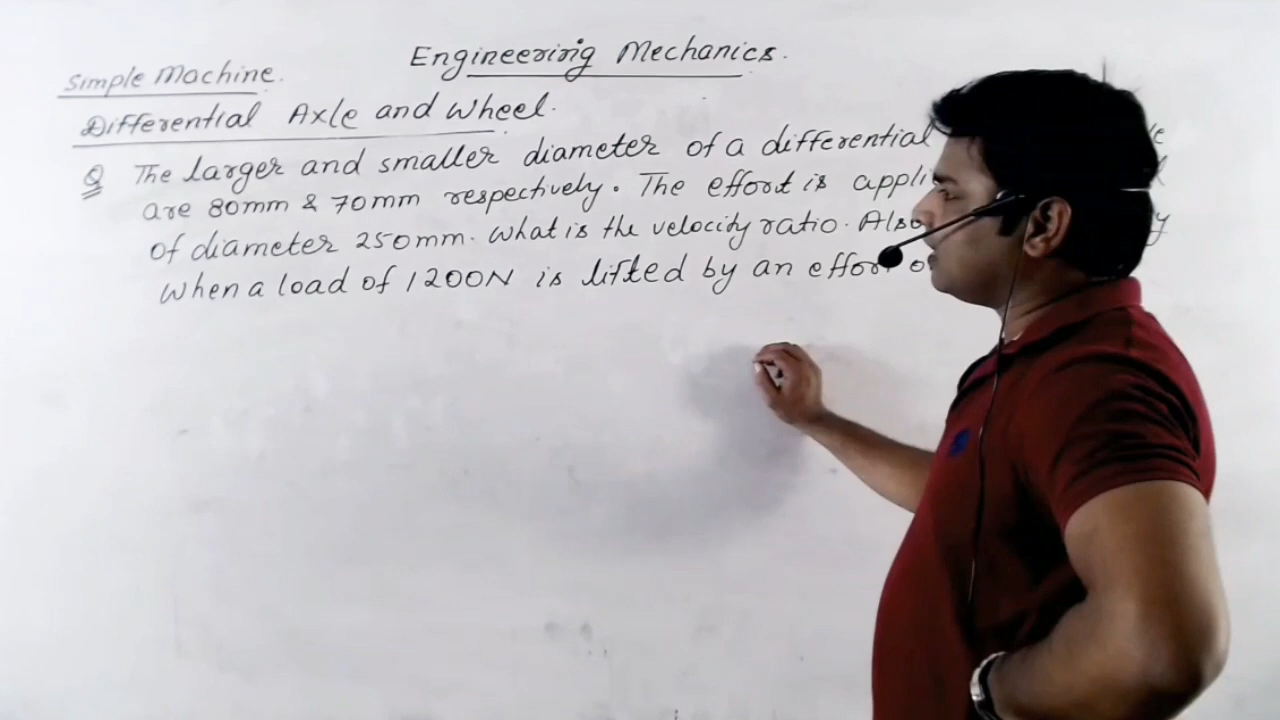 Engineering Mechanics.
Simple Machine.
Differential Axle and Wheel.
Q The larger and smaller diameter of a differential
are 80mm & 70mm respectively. The effort is appli
of diameter 250mm. What is the velocity ratio. Also
When a load of 1200N is lifted by an effort o